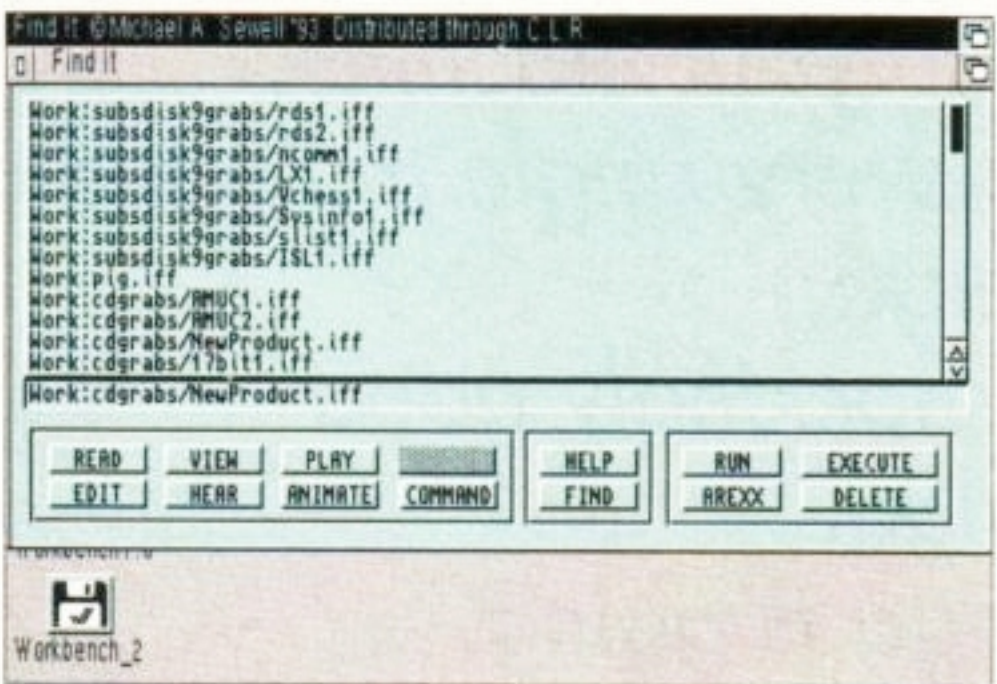 Find It ©Michael A. Sewell '93. Distributed through C.L.R
Find It
Work:subsdisk9grabs/rds1.iff
Work:subsdisk9grabs/rds2.iff
Work:subsdisk9grabs/ncomm1.iff
Work:subsdisk9grabs/LX1.iff
Work:subsdisk9grabs/Vchess1.iff
Work:subsdisk9grabs/Sysinfo1.iff
Work:subsdisk9grabs/slist1.iff
Work:subsdisk9grabs/ISL1.iff
Work:pig.iff
Work:cdgrabs/AMUC1.iff
Work:cdgrabs/AMUC2.iff
Work:cdgrabs/NewProduct.iff
Work:cdgrabs/17bit1.iff
Work:cdgrabs/NewProduct.iff
READ VIEW PLAY HELP RUN EXECUTE
EDIT HEAR ANIMATE COMMAND FIND AREXX DELETE
Workbench_2